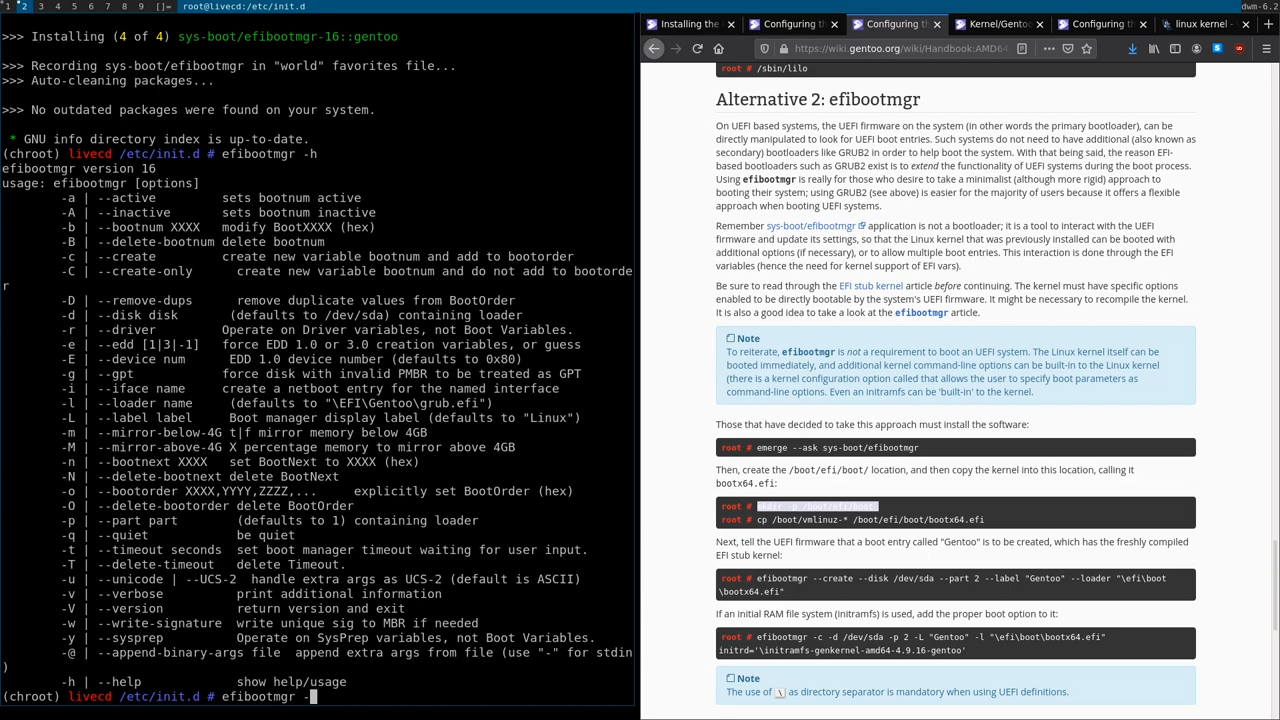 1 2 3 4 5 6 7 8 9 []= root@livecd:/etc/init.d dwm-6.2
>>> Installing (4 of 4) sys-boot/efibootmgr-16::gentoo
>>> Recording sys-boot/efibootmgr in "world" favorites file...
>>> Auto-cleaning packages...
>>> No outdated packages were found on your system.
* GNU info directory index is up-to-date.
(chroot) livecd /etc/init.d # efibootmgr -h
efibootmgr version 16
usage: efibootmgr [options]
-a | --active sets bootnum active
-A | --inactive sets bootnum inactive
-b | --bootnum XXXX modify BootXXXX (hex)
-B | --delete-bootnum delete bootnum
-c | --create create new variable bootnum and add to bootorder
-C | --create-only create new variable bootnum and do not add to bootorde
r
-D | --remove-dups remove duplicate values from BootOrder
-d | --disk disk (defaults to /dev/sda) containing loader
-r | --driver Operate on Driver variables, not Boot Variables.
-e | --edd [1|3|-1] force EDD 1.0 or 3.0 creation variables, or guess
-E | --device num EDD 1.0 device number (defaults to 0x80)
-g | --gpt force disk with invalid PMBR to be treated as GPT
-i | --iface name create a netboot entry for the named interface
-l | --loader name (defaults to "\EFI\Gentoo\grub.efi")
-L | --label label Boot manager display label (defaults to "Linux")
-m | --mirror-below-4G t|f mirror memory below 4GB
-M | --mirror-above-4G X percentage memory to mirror above 4GB
-n | --bootnext XXXX set BootNext to XXXX (hex)
-N | --delete-bootnext delete BootNext
-o | --bootorder XXXX,YYYY,ZZZZ,... explicitly set BootOrder (hex)
-O | --delete-bootorder delete BootOrder
-p | --part part (defaults to 1) containing loader
-q | --quiet be quiet
-t | --timeout seconds set boot manager timeout waiting for user input.
-T | --delete-timeout delete Timeout.
-u | --unicode | --UCS-2 handle extra args as UCS-2 (default is ASCII)
-v | --verbose print additional information
-V | --version return version and exit
-w | --write-signature write unique sig to MBR if needed
-y | --sysprep Operate on SysPrep variables, not Boot Variables.
-@ | --append-binary-args file append extra args from file (use "-" for stdin
)
-h | --help show help/usage
(chroot) livecd /etc/init.d # efibootmgr -
Installing the Configuring the Configuring th Kernel/Gento Configuring th linux kernel -
https://wiki.gentoo.org/wiki/Handbook:AMD6
root # /sbin/lilo
Alternative 2: efibootmgr
On UEFI based systems, the UEFI firmware on the system (in other words the primary bootloader), can be
directly manipulated to look for UEFI boot entries. Such systems do not need to have additional (also known as
secondary) bootloaders like GRUB2 in order to help boot the system. With that being said, the reason EFI-
based bootloaders such as GRUB2 exist is to extend the functionality of UEFI systems during the boot process.
Using efibootmgr is really for those who desire to take a minimalist (although more rigid) approach to
booting their system; using GRUB2 (see above) is easier for the majority of users because it offers a flexible
approach when booting UEFI systems.
Remember sys-boot/efibootmgr application is not a bootloader; it is a tool to interact with the UEFI
firmware and update its settings, so that the Linux kernel that was previously installed can be booted with
additional options (if necessary), or to allow multiple boot entries. This interaction is done through the EFI
variables (hence the need for kernel support of EFI vars).
Be sure to read through the EFI stub kernel article before continuing. The kernel must have specific options
enabled to be directly bootable by the system's UEFI firmware. It might be necessary to recompile the kernel.
It is also a good idea to take a look at the efibootmgr article.
Note
To reiterate, efibootmgr is not a requirement to boot an UEFI system. The Linux kernel itself can be
booted immediately, and additional kernel command-line options can be built-in to the Linux kernel
(there is a kernel configuration option called that allows the user to specify boot parameters as
command-line options. Even an initramfs can be 'built-in' to the kernel.
Those that have decided to take this approach must install the software:
root # emerge --ask sys-boot/efibootmgr
Then, create the /boot/efi/boot/ location, and then copy the kernel into this location, calling it
bootx64.efi:
root # mkdir -p /boot/efi/boot
root # cp /boot/vmlinuz-* /boot/efi/boot/bootx64.efi
Next, tell the UEFI firmware that a boot entry called "Gentoo" is to be created, which has the freshly compiled
EFI stub kernel:
root # efibootmgr --create --disk /dev/sda --part 2 --label "Gentoo" --loader "\efi\boot
\bootx64.efi"
If an initial RAM file system (initramfs) is used, add the proper boot option to it:
root # efibootmgr -c -d /dev/sda -p 2 -L "Gentoo" -l "\efi\boot\bootx64.efi"
initrd='\initramfs-genkernel-amd64-4.9.16-gentoo'
Note
The use of \ as directory separator is mandatory when using UEFI definitions.